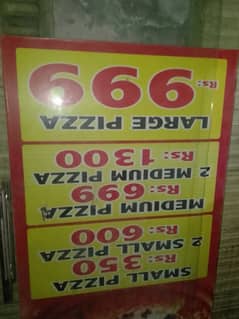 SMALL PIZZA
Rs: 350
2 SMALL PIZZA
Rs: 600
MEDIUM PIZZA
Rs: 699
2 MEDIUM PIZZA
Rs: 1300
LARGE PIZZA
Rs: 999